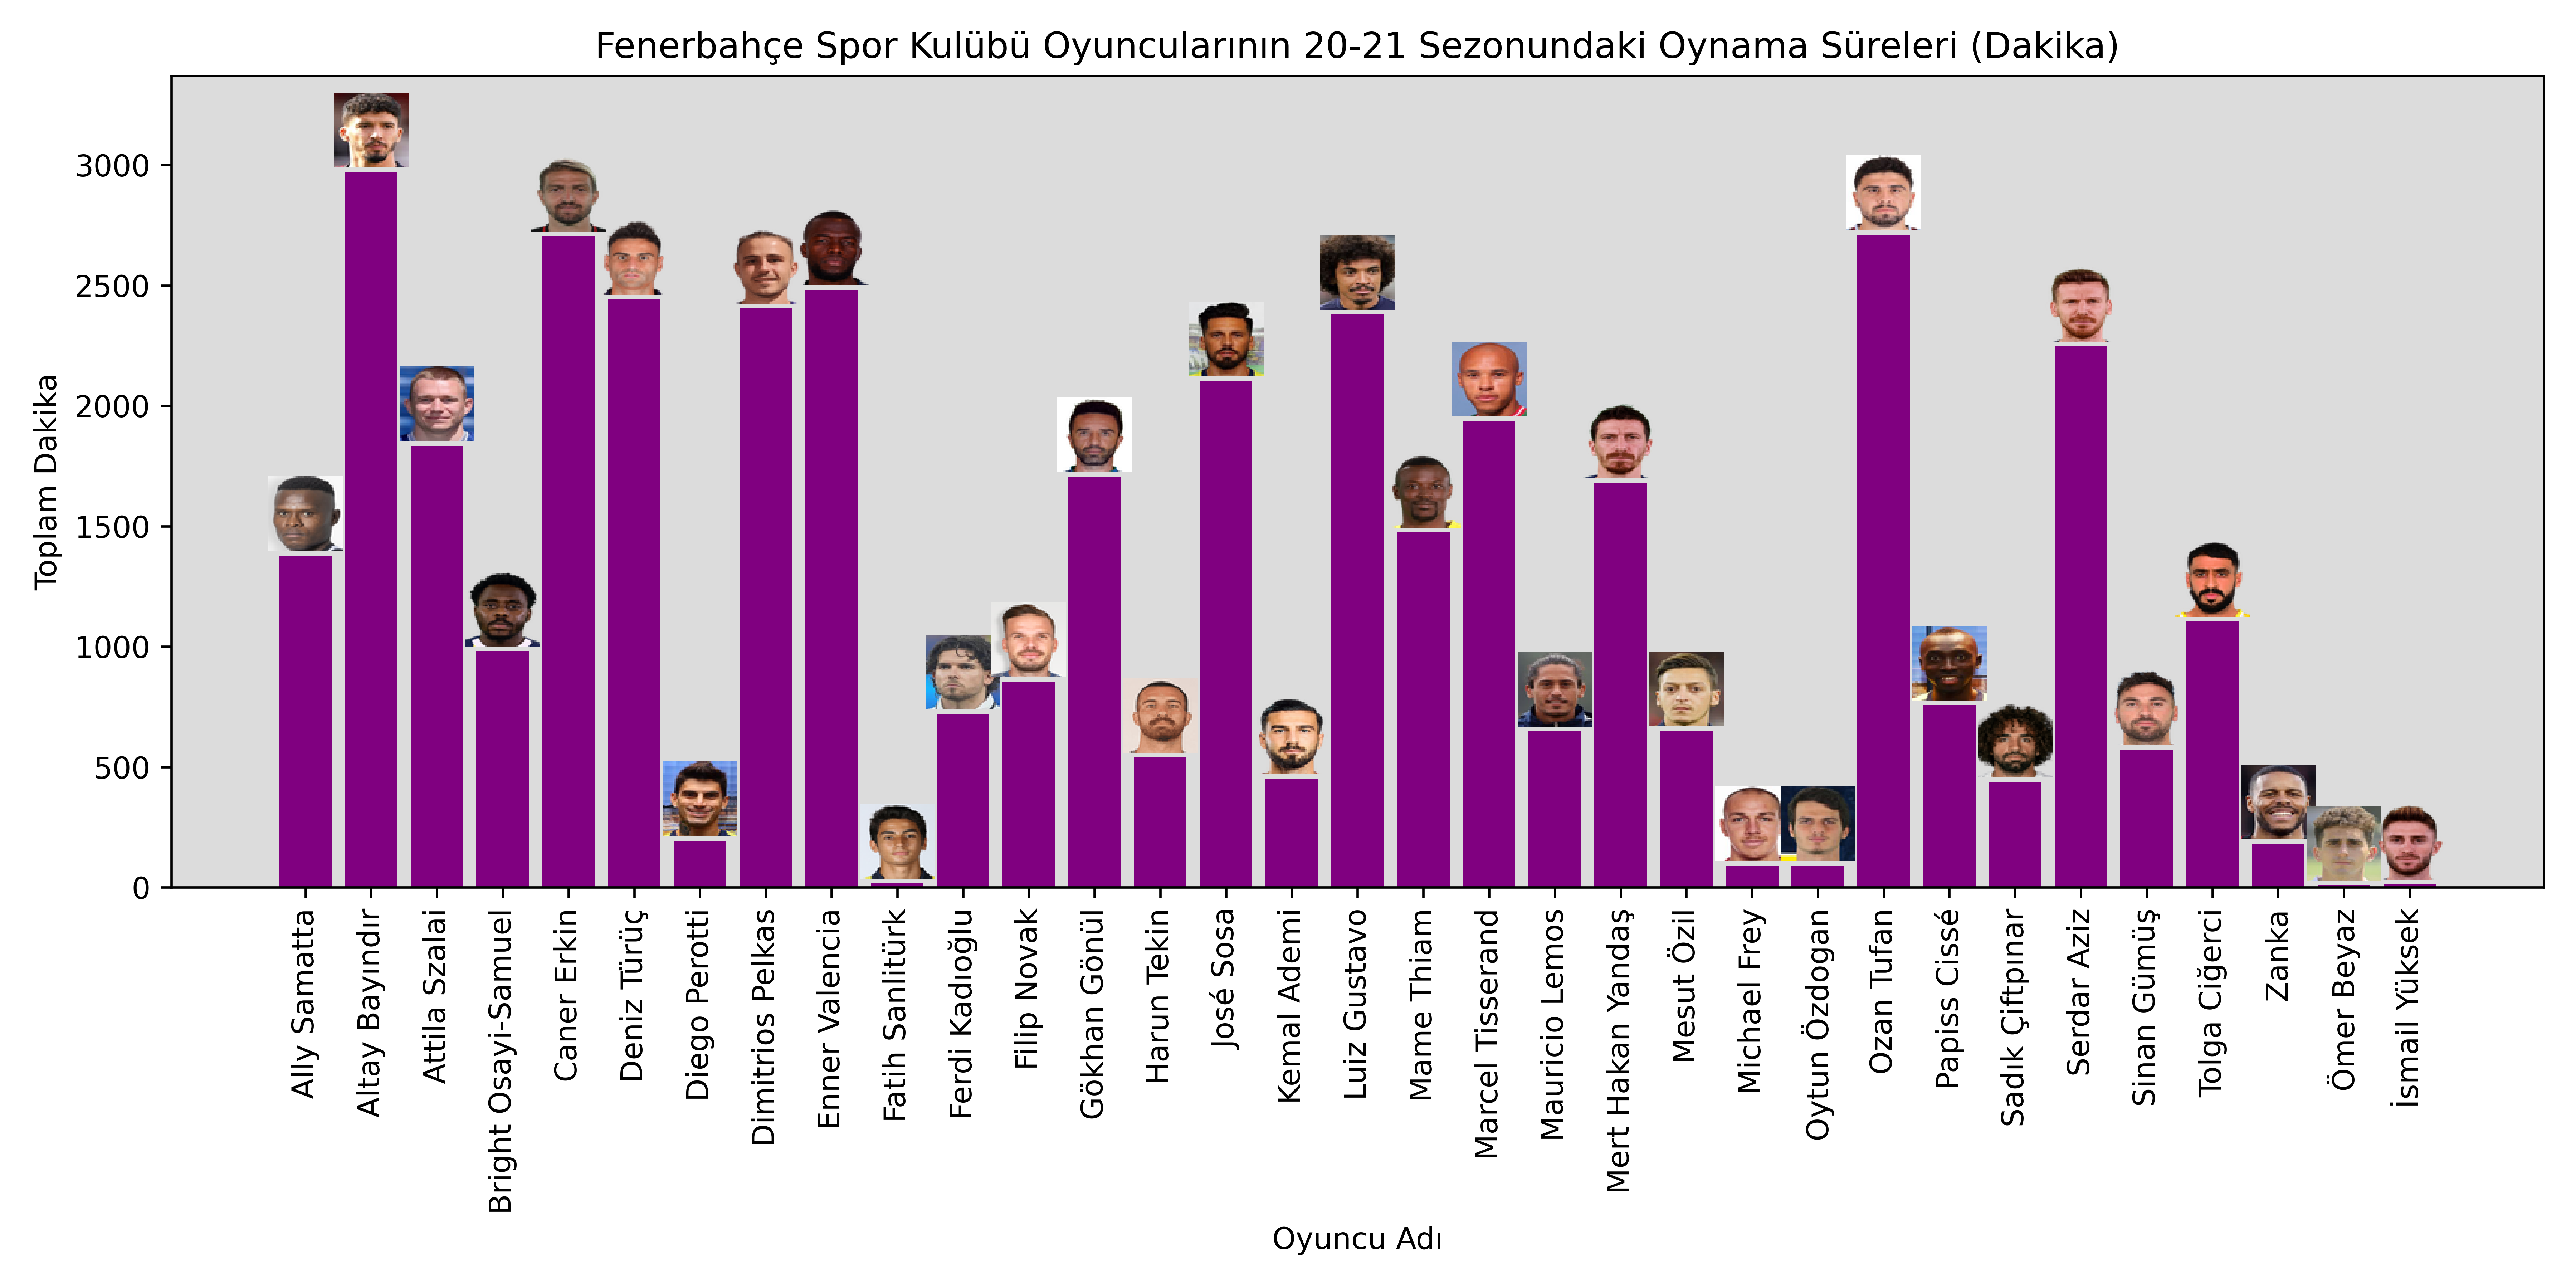 Fenerbahçe Spor Kulübü Oyuncularının 20-21 Sezonundaki Oynama Süreleri (Dakika)
Toplam Dakika
3000
2500
2000
1500
1000
500
0
Ally Samatta
Altay Bayındır
Attila Szalai
Bright Osayi-Samuel
Caner Erkin
Deniz Türüç
Diego Perotti
Dimitrios Pelkas
Enner Valencia
Fatih Sanlitürk
Ferdi Kadıoğlu
Filip Novak
Gökhan Gönül
Harun Tekin
José Sosa
Kemal Ademi
Luiz Gustavo
Mame Thiam
Marcel Tisserand
Mauricio Lemos
Mert Hakan Yandaş
Mesut Özil
Michael Frey
Oytun Özdogan
Ozan Tufan
Papiss Cissé
Sadık Çiftpınar
Serdar Aziz
Sinan Gümüş
Tolga Ciğerci
Zanka
Ömer Beyaz
İsmail Yüksek
Oyuncu Adı